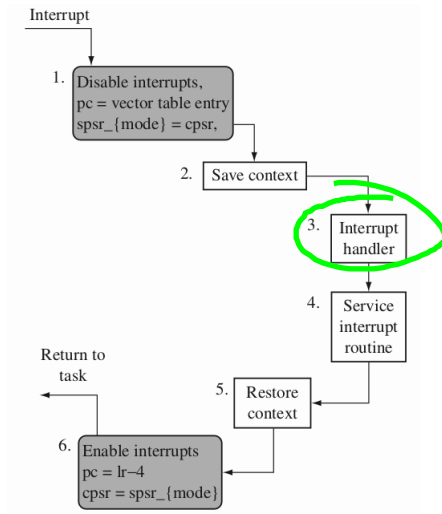 Interrupt
1.
Disable interrupts,
pc = vector table entry
spsr_{mode} = cpsr,
2.
Save context
3.
Interrupt
handler
4.
Service
interrupt
routine
Return to
task
5.
Restore
context
6.
Enable interrupts
pc = lr–4
cpsr = spsr_{mode}